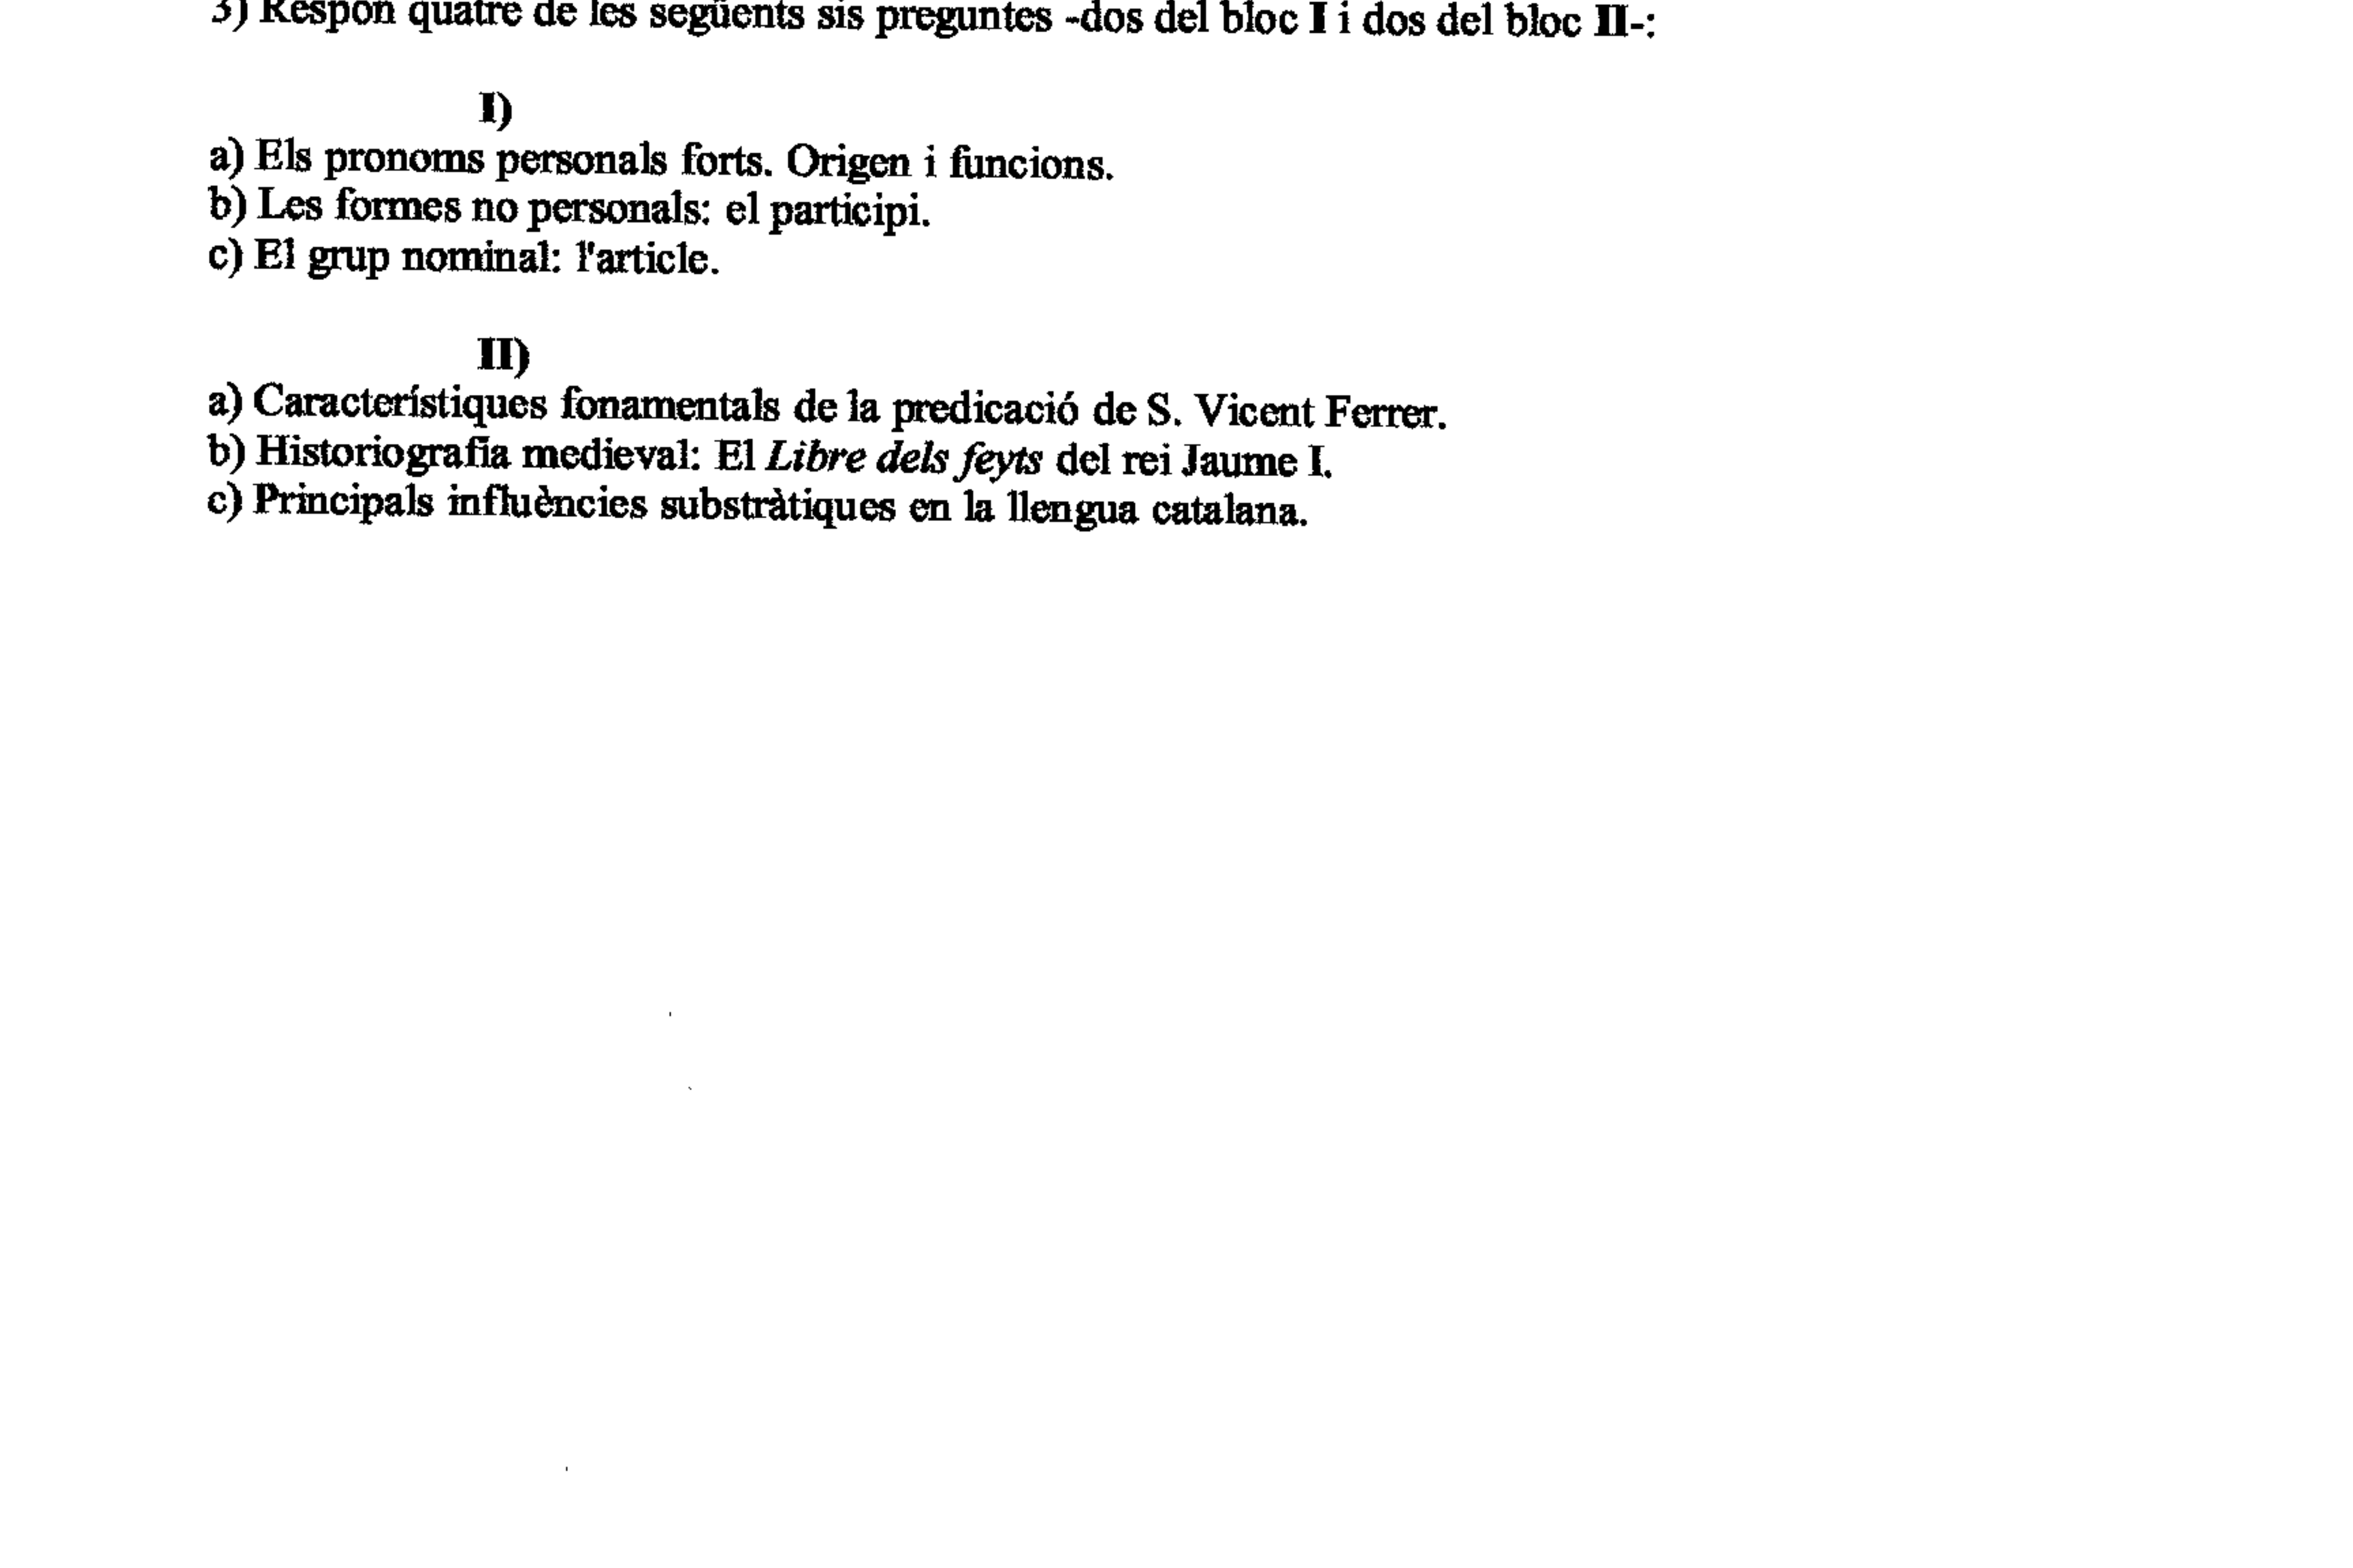 3) Respon quatre de les següents sis preguntes -dos del bloc I i dos del bloc II-:
I)
a) Els pronoms personals forts. Origen i funcions.
b) Les formes no personals: el participi.
c) El grup nominal: l'article.
II)
a) Característiques fonamentals de la predicació de S. Vicent Ferrer.
b) Historiografia medieval: El Libre dels feyts del rei Jaume I.
c) Principals influències substràtiques en la llengua catalana.